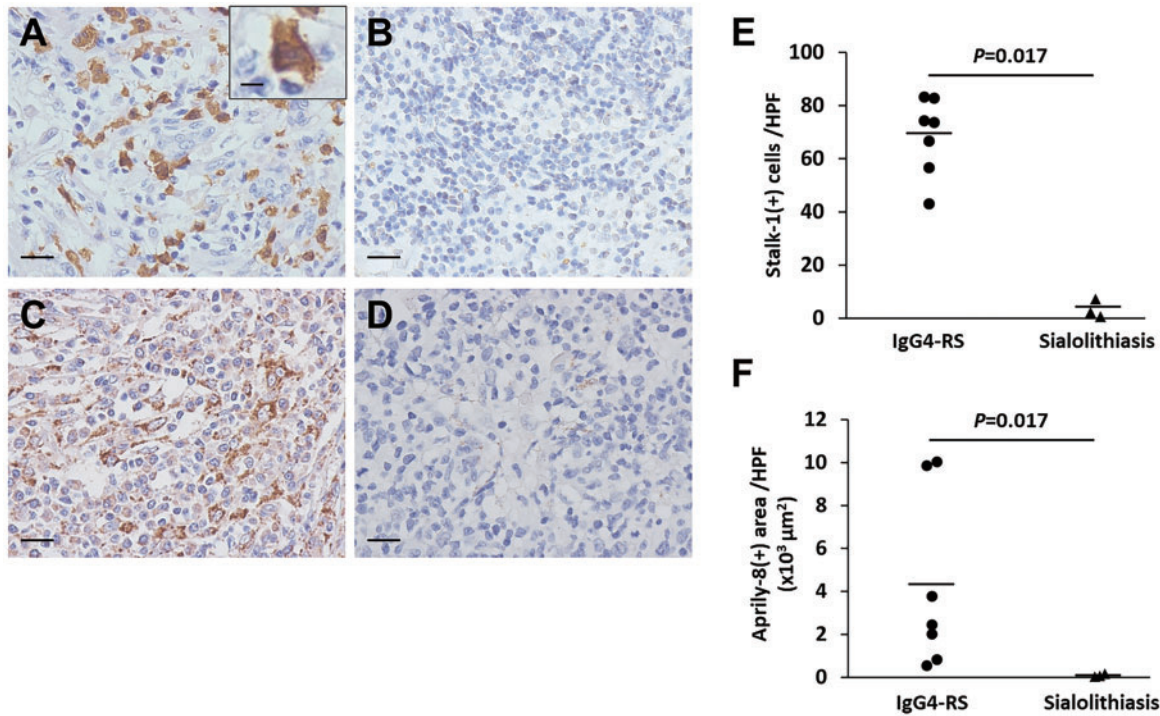 A
B
C
D
E
100
80
60
40
20
0
Stalk-1(+) cells /HPF
P=0.017
IgG4-RS
Sialolithiasis
F
12
10
8
6
4
2
0
Aprily-8(+) area /HPF
(x10³ μm²)
P=0.017
IgG4-RS
Sialolithiasis